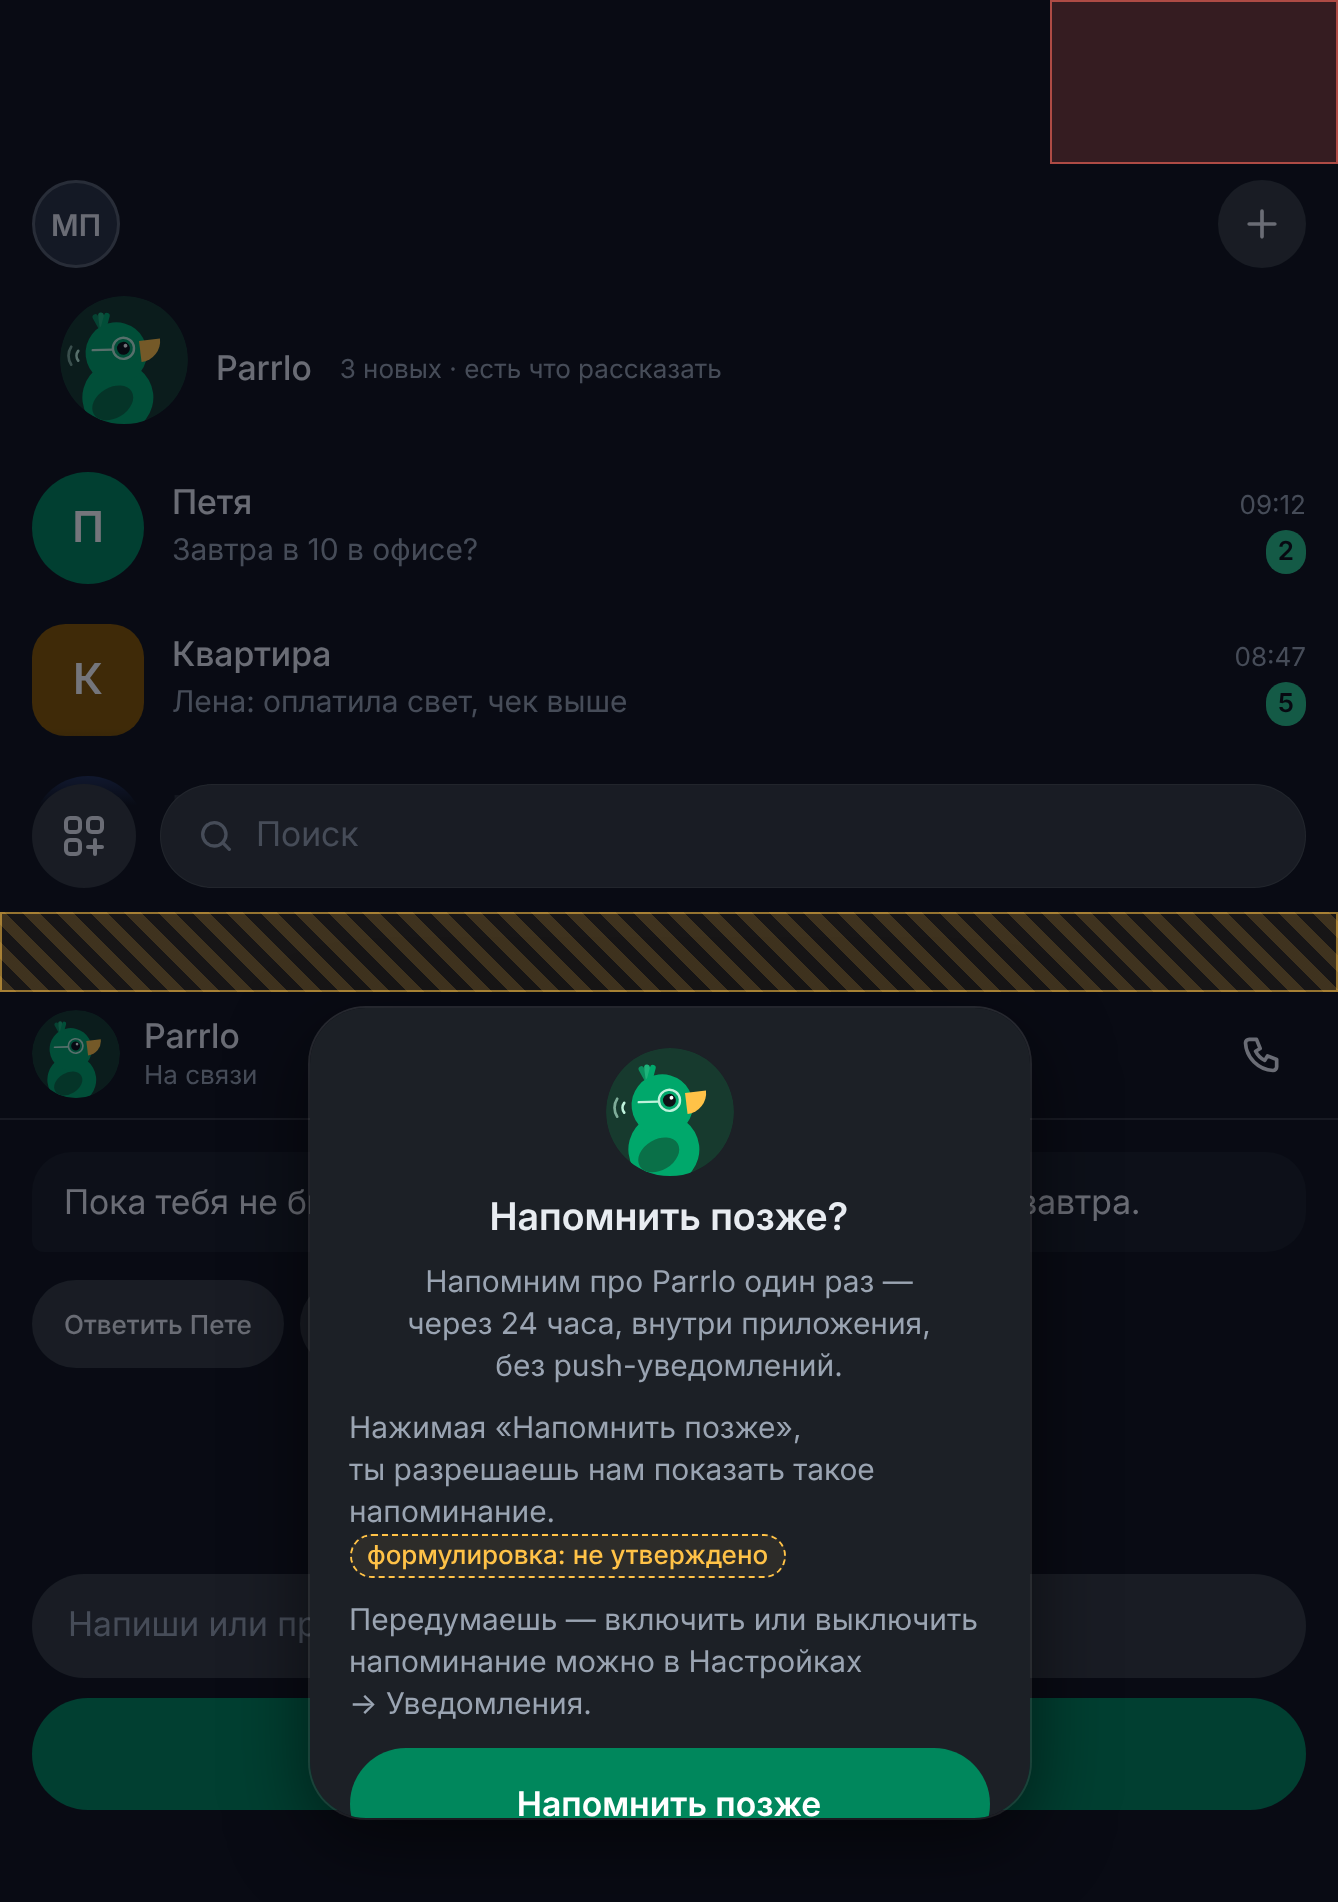 МП
Parrlo 3 новых · есть что рассказать
П
Петя
09:12
Завтра в 10 в офисе?
2
К
Квартира
08:47
Лена: оплатила свет, чек выше
5
Поиск
Parrlo
На связи
Пока тебя не
завтра.
Ответить Пете
Напиши или
Напомнить позже?
Напомним про Parrlo один раз —
через 24 часа, внутри приложения,
без push-уведомлений.
Нажимая «Напомнить позже»,
ты разрешаешь нам показать такое
напоминание.
формулировка: не утверждено
Передумаешь — включить или выключить
напоминание можно в Настройках
→ Уведомления.
Напомнить позже